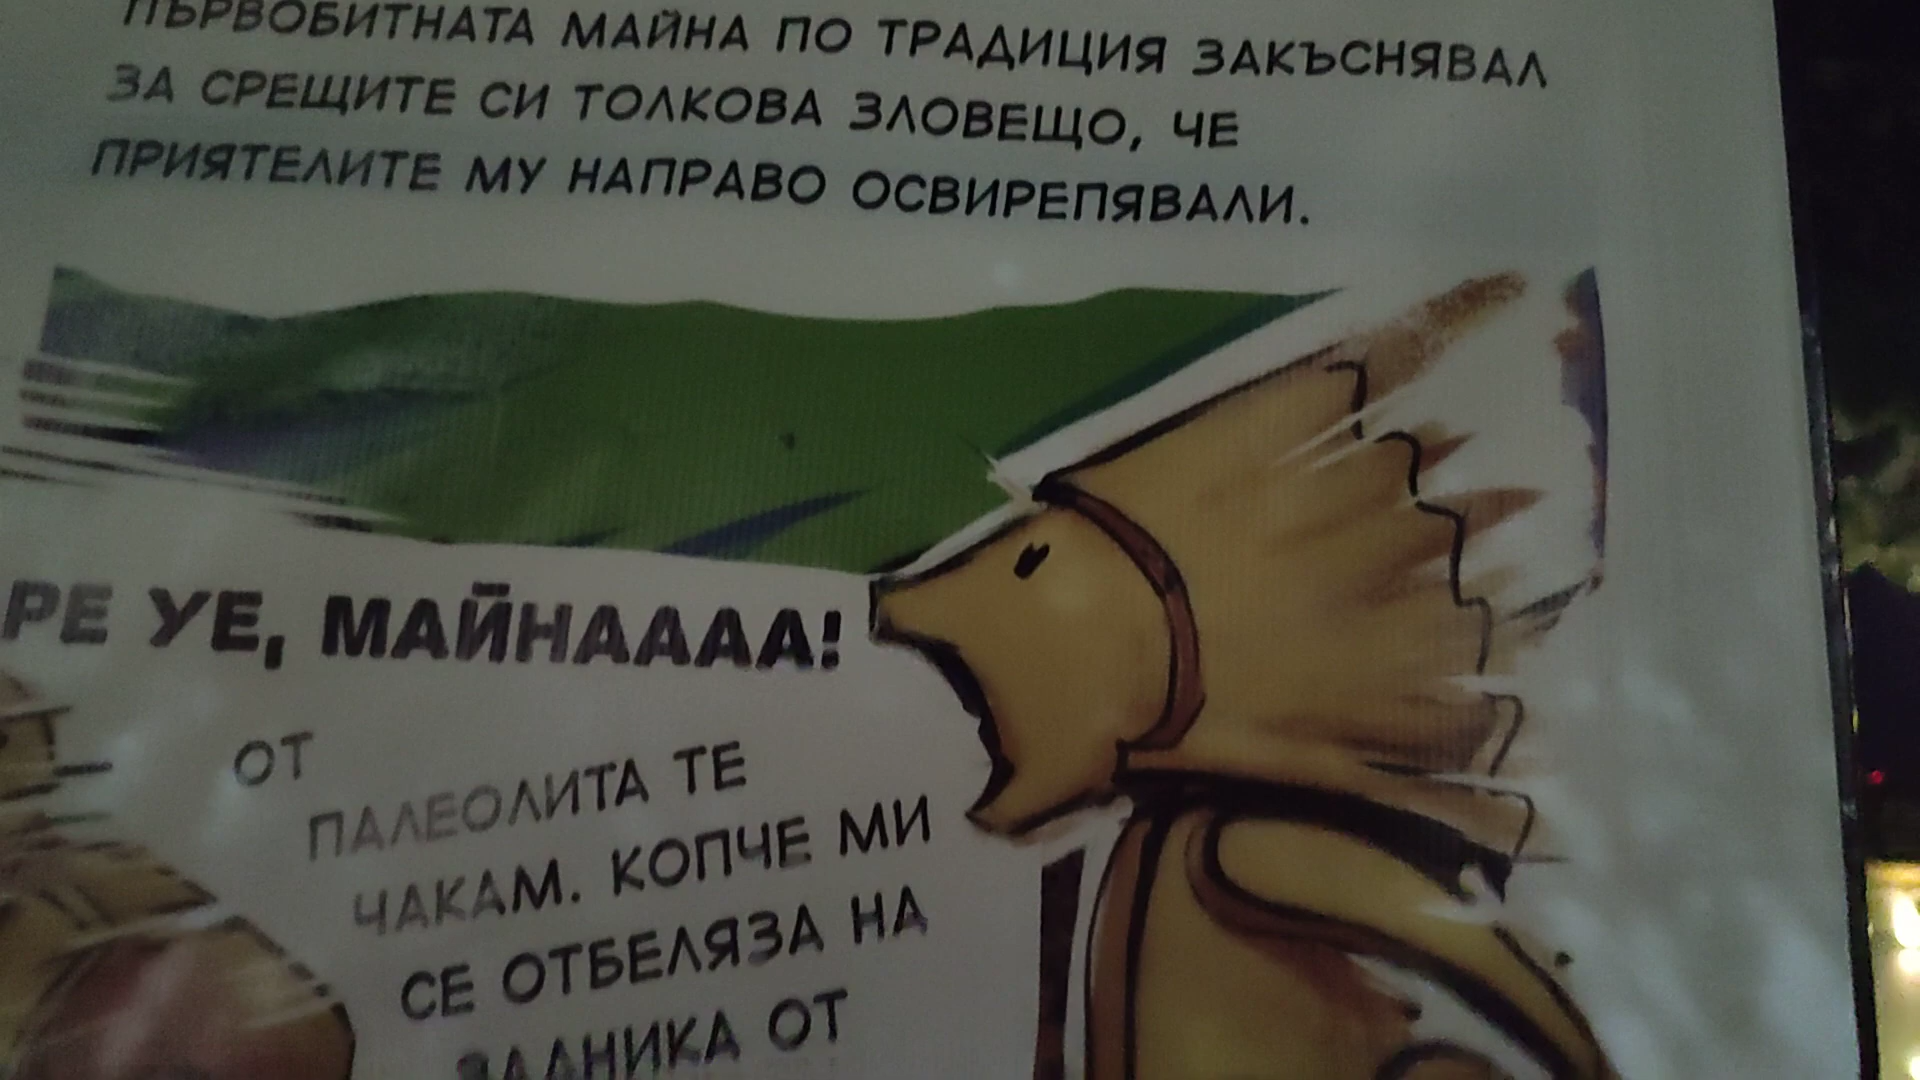 ПЪРВОБИТНАТА МАЙНА ПО ТРАДИЦИЯ ЗАКЪСНЯВАЛ
ЗА СРЕЩИТЕ СИ ТОЛКОВА ЗЛОВЕЩО, ЧЕ
ПРИЯТЕЛИТЕ МУ НАПРАВО ОСВИРЕПЯВАЛИ.
РЕ УЕ, МАЙНАААА!
ОТ
ПАЛЕОЛИТА ТЕ
ЧАКАМ. КОПЧЕ МИ
СЕ ОТБЕЛЯЗА НА
ЗАДНИКА ОТ